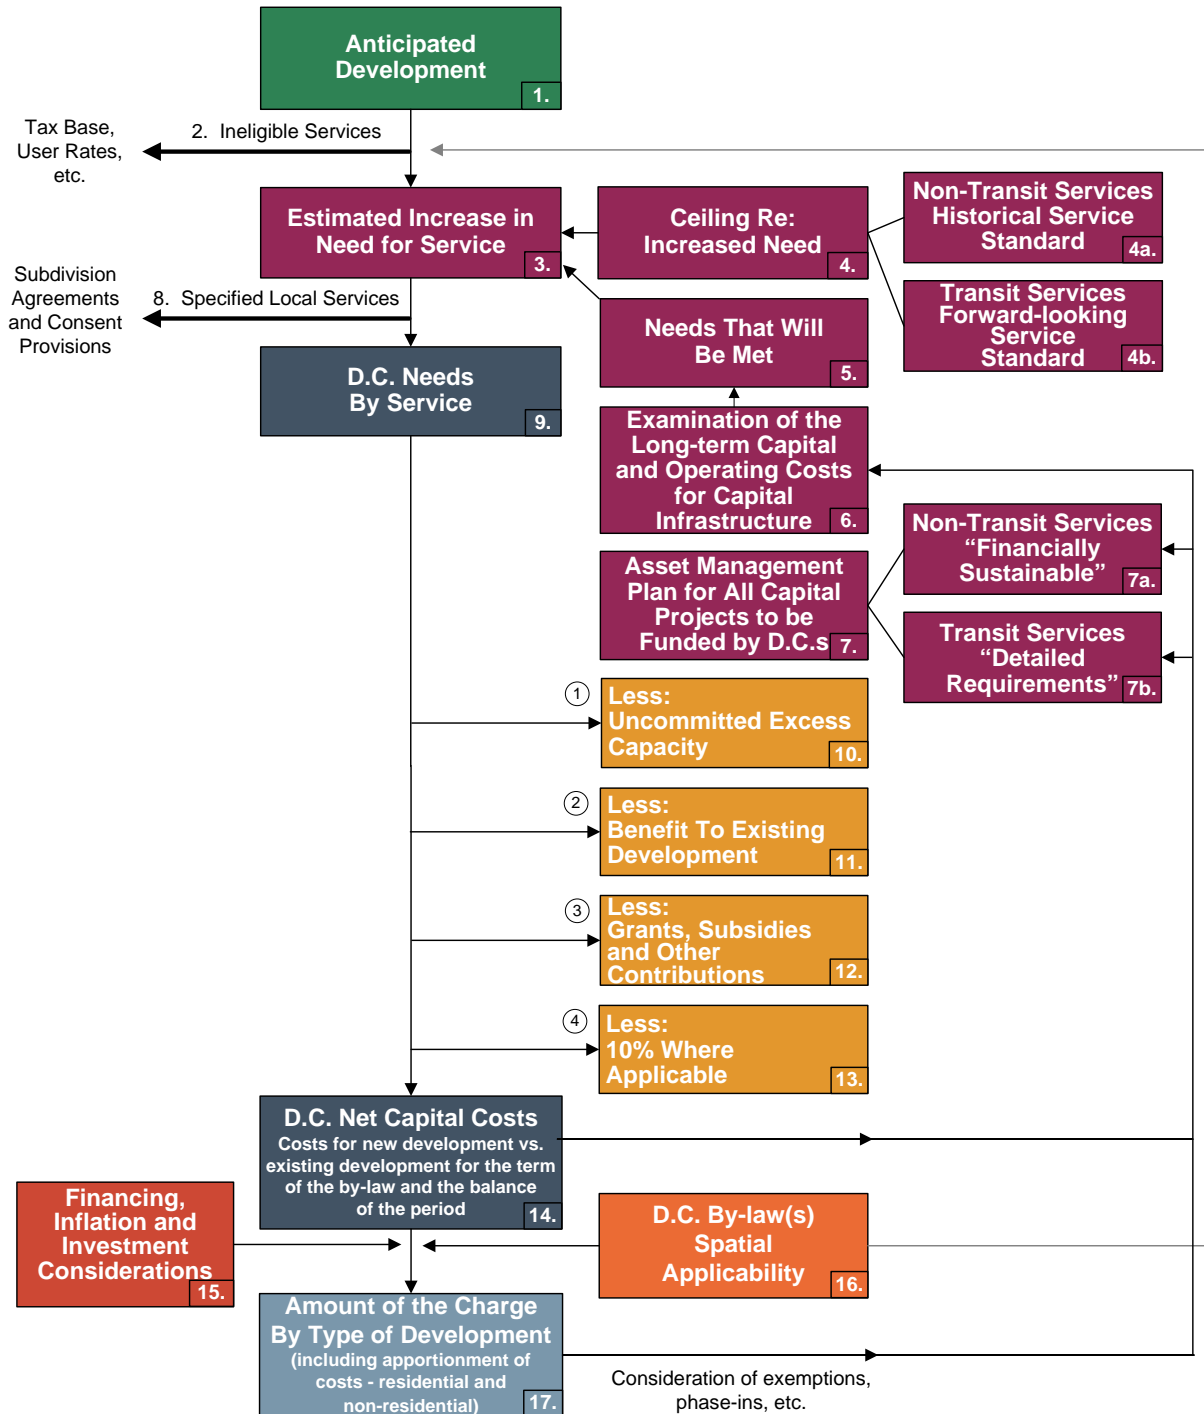 Anticipated
Development
1.
Tax Base,
User Rates,
etc.
2.  Ineligible Services
Estimated Increase in
Need for Service
3.
Ceiling Re:
Increased Need
4.
Non-Transit Services
Historical Service
Standard
4a.
Transit Services
Forward-looking
Service
Standard
4b.
Subdivision
Agreements
and Consent
Provisions
8.  Specified Local Services
Needs That Will
Be Met
5.
D.C. Needs
By Service
9.
Examination of the
Long-term Capital
and Operating Costs
for Capital
Infrastructure
6.
Non-Transit Services
“Financially
Sustainable”
7a.
Asset Management
Plan for All Capital
Projects to be
Funded by D.C.s
7.
Transit Services
“Detailed
Requirements”
7b.
1
Less:
Uncommitted Excess
Capacity
10.
2
Less:
Benefit To Existing
Development
11.
3
Less:
Grants, Subsidies
and Other
Contributions
12.
4
Less:
10% Where
Applicable
13.
D.C. Net Capital Costs
Costs for new development vs.
existing development for the term
of the by-law and the balance
of the period
14.
Financing,
Inflation and
Investment
Considerations
15.
D.C. By-law(s)
Spatial
Applicability
16.
Amount of the Charge
By Type of Development
(including apportionment of
costs - residential and
non-residential)
17.
Consideration of exemptions,
phase-ins, etc.